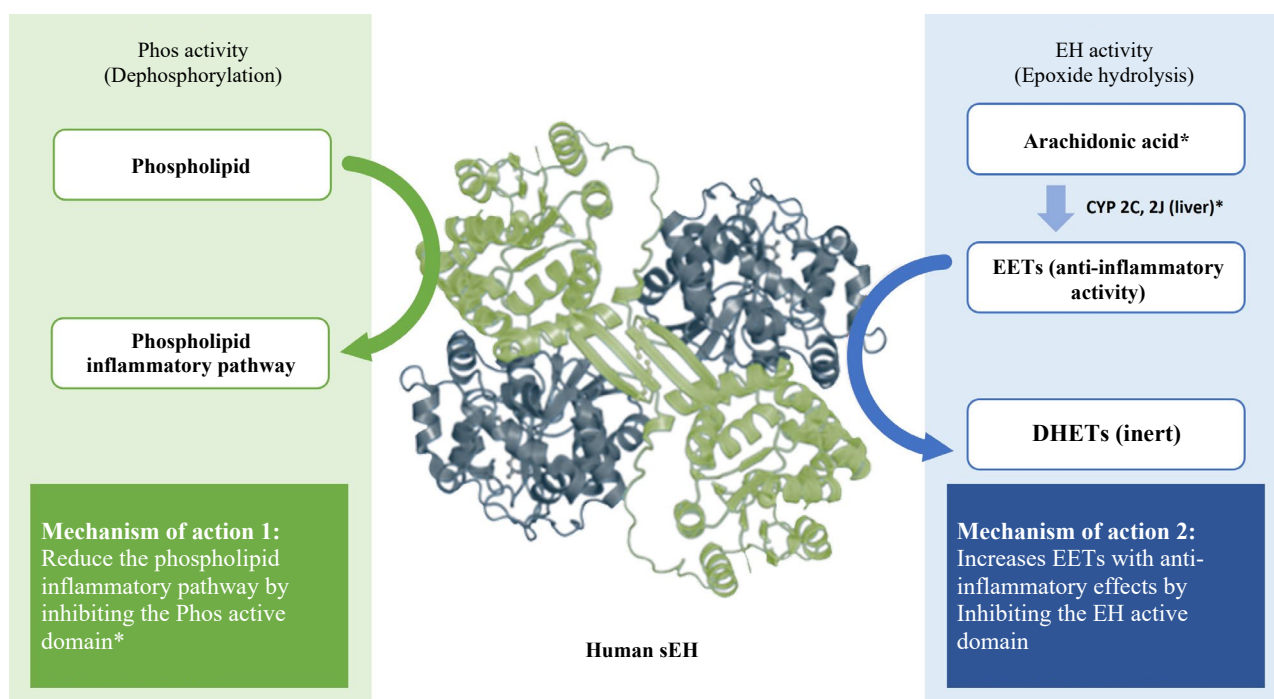 Phos activity
(Dephosphorylation)
Phospholipid
Phospholipid
inflammatory pathway
Mechanism of action 1:
Reduce the phospholipid
inflammatory pathway by
inhibiting the Phos active
domain*
Human sEH
EH activity
(Epoxide hydrolysis)
Arachidonic acid*
CYP 2C, 2J (liver)*
EETs (anti-inflammatory
activity)
DHETs (inert)
Mechanism of action 2:
Increases EETs with anti-
inflammatory effects by
Inhibiting the EH active
domain